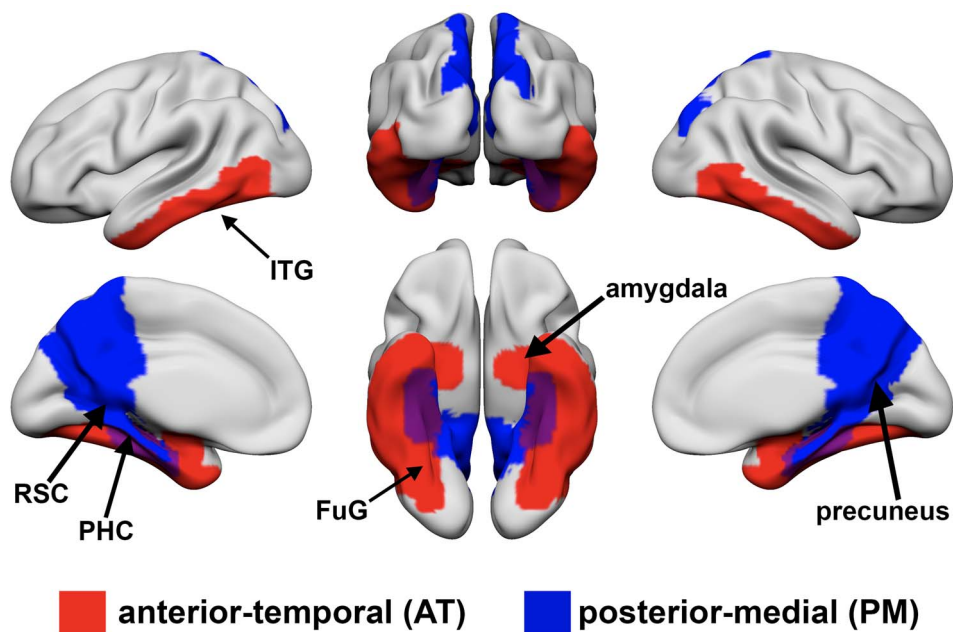 ITG
amygdala
RSC
PHC
FuG
precuneus
anterior-temporal (AT)
posterior-medial (PM)